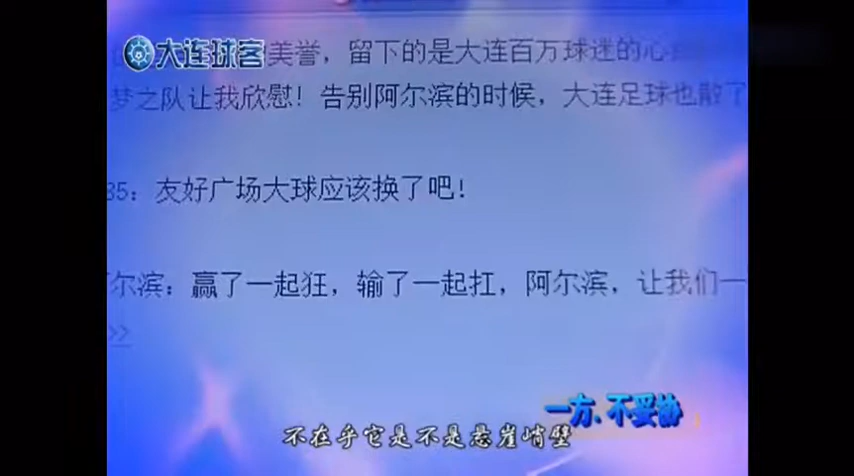 大连球客
美誉，留下的是大连百万球迷的心
梦之队让我欣慰！告别阿尔滨的时候，大连足球也散了
35：友好广场大球应该换了吧！
尔滨：赢了一起狂，输了一起扛，阿尔滨，让我们一
>>
一方、不妥协
不在乎它是不是悬崖峭壁